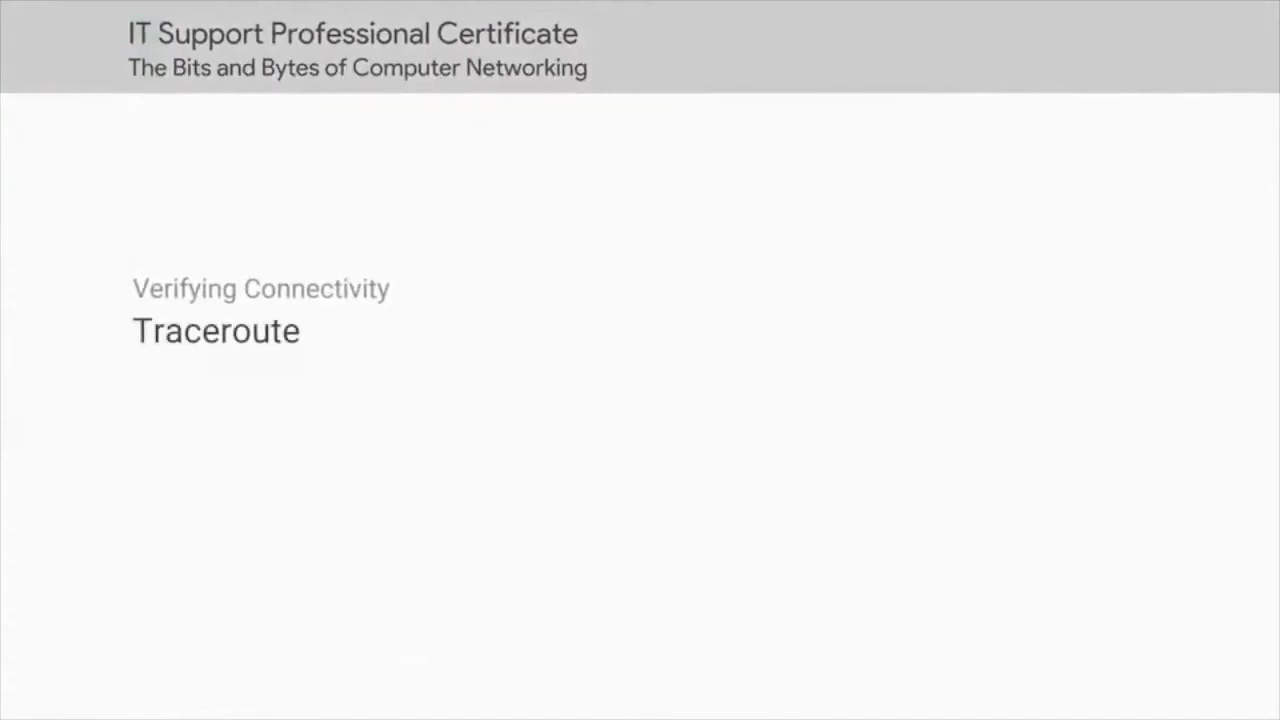 IT Support Professional Certificate
The Bits and Bytes of Computer Networking
Verifying Connectivity
Traceroute